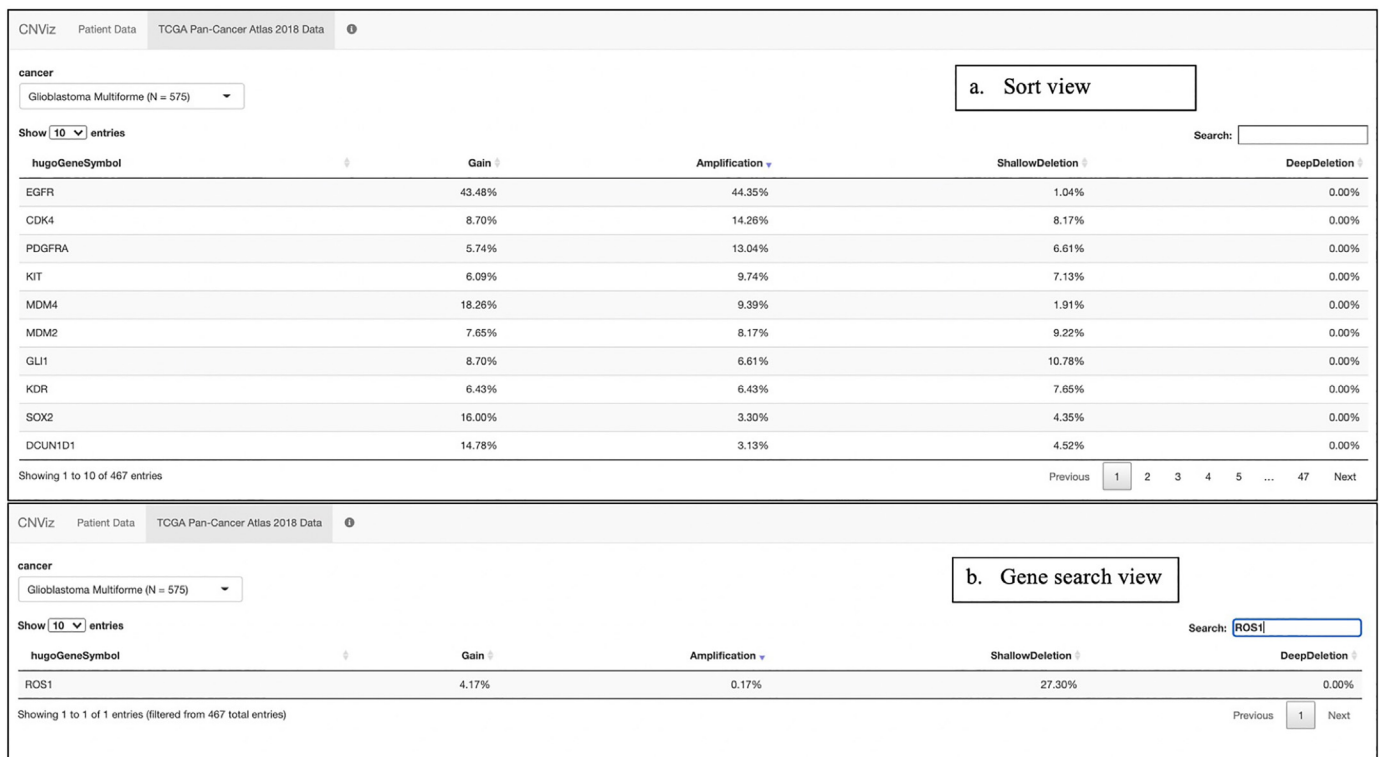 CNViz Patient Data TCGA Pan-Cancer Atlas 2018 Data
cancer
a. Sort view
Glioblastoma Multiforme (N = 575)
Show 10 entries Search:
hugoGeneSymbol Gain Amplification ShallowDeletion DeepDeletion
EGFR 43.48% 44.35% 1.04% 0.00%
CDK4 8.70% 14.26% 8.17% 0.00%
PDGFRA 5.74% 13.04% 6.61% 0.00%
KIT 6.09% 9.74% 7.13% 0.00%
MDM4 18.26% 9.39% 1.91% 0.00%
MDM2 7.65% 8.17% 9.22% 0.00%
GLI1 8.70% 6.61% 10.78% 0.00%
KDR 6.43% 6.43% 7.65% 0.00%
SOX2 16.00% 3.30% 4.35% 0.00%
DCUN1D1 14.78% 3.13% 4.52% 0.00%
Showing 1 to 10 of 467 entries Previous 1 2 3 4 5 ... 47 Next
CNViz Patient Data TCGA Pan-Cancer Atlas 2018 Data
cancer
b. Gene search view
Glioblastoma Multiforme (N = 575)
Show 10 entries Search: ROS1
hugoGeneSymbol Gain Amplification ShallowDeletion DeepDeletion
ROS1 4.17% 0.17% 27.30% 0.00%
Showing 1 to 1 of 1 entries (filtered from 467 total entries) Previous 1 Next